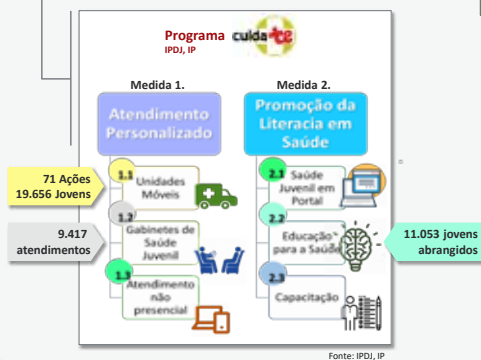 Programa cuida-te
IPDJ, IP
Medida 1.
Atendimento
Personalizado
1.1
Unidades
Móveis
1.2
Gabinetes de
Saúde
Juvenil
1.3
Atendimento
não
presencial
Medida 2.
Promoção da
Literacia em
Saúde
2.1
Saúde
Juvenil em
Portal
2.2
Educação
para a Saúde
2.3
Capacitação
71 Ações
19.656 Jovens
9.417
atendimentos
11.053 jovens
abrangidos
Fonte: IPDJ, IP